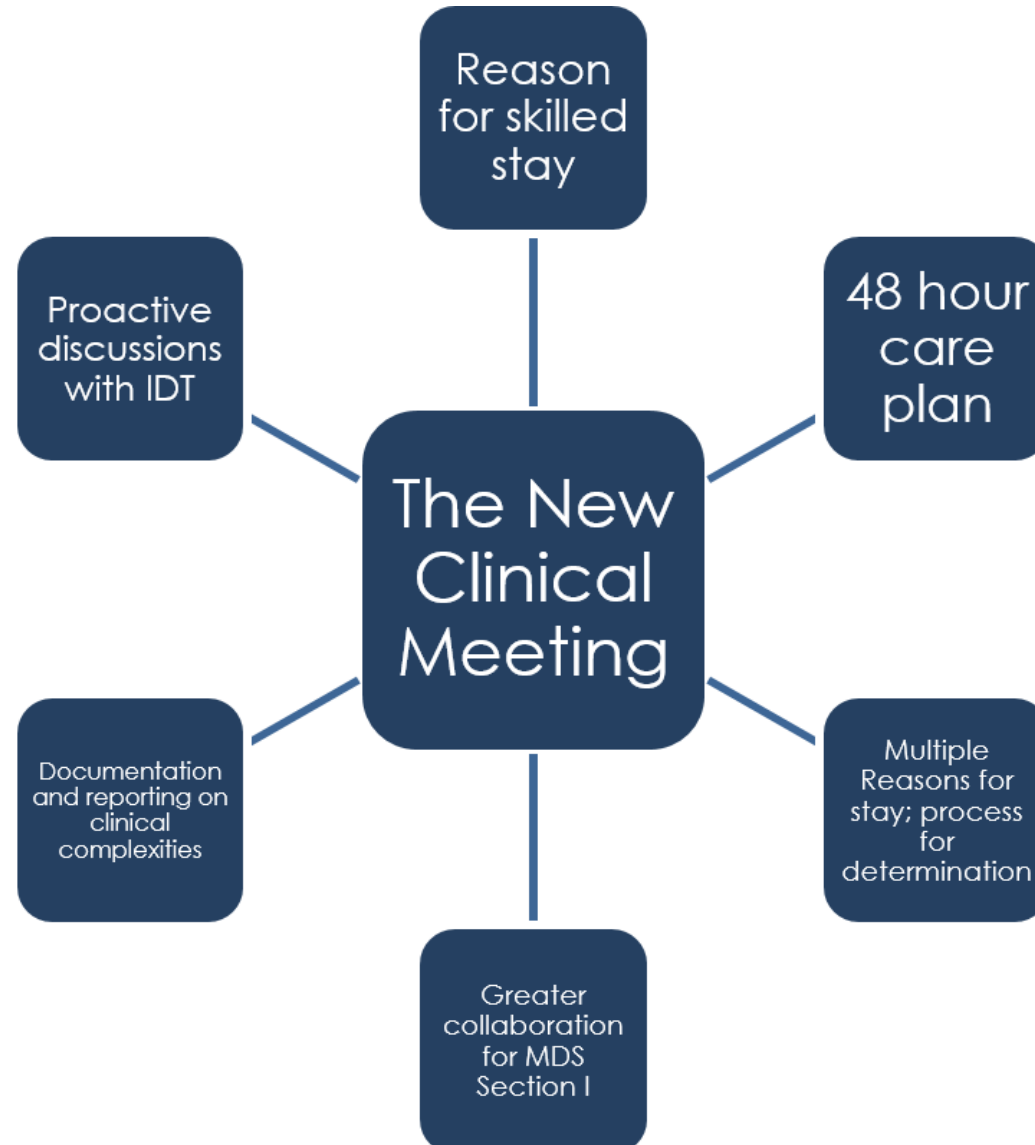 Reason
for skilled
stay
48 hour
care
plan
Multiple
Reasons for
stay; process
for
determination
Greater
collaboration
for MDS
Section I
Documentation
and reporting on
clinical
complexities
Proactive
discussions
with IDT
The New
Clinical
Meeting